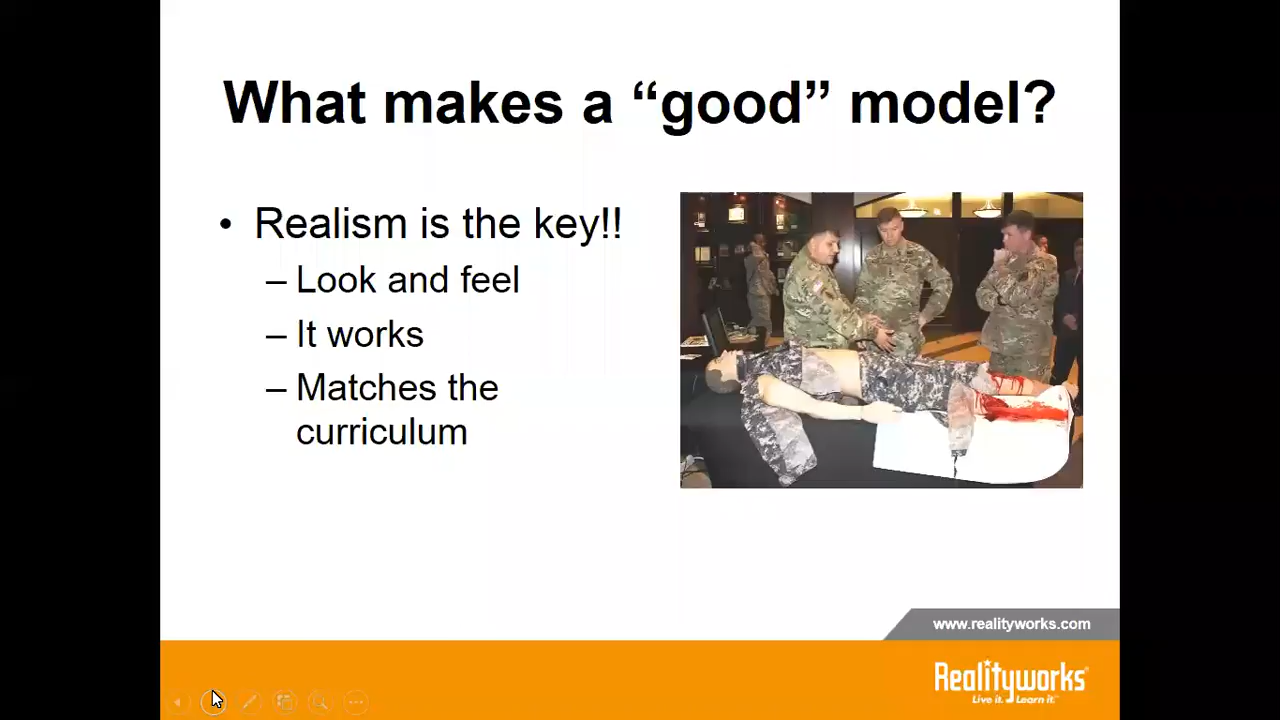 What makes a “good” model?
• Realism is the key!!
– Look and feel
– It works
– Matches the
curriculum
www.realityworks.com
Realityworks®
Live it. Learn it.™